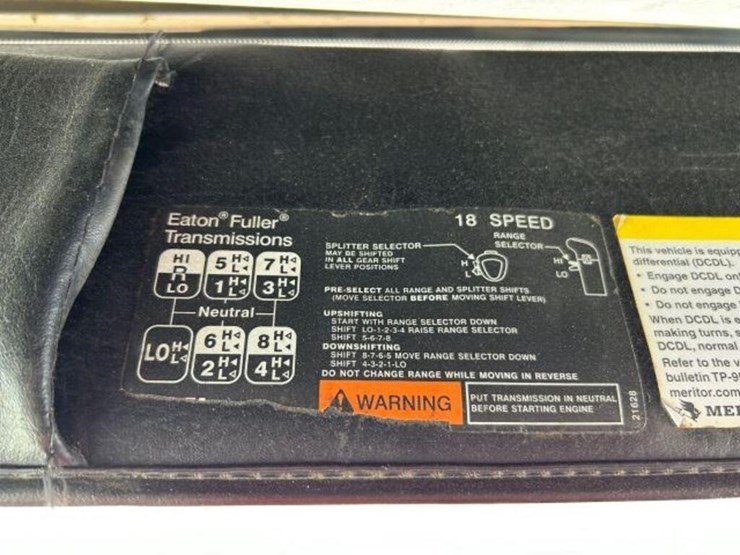 Eaton® Fuller®
Transmissions
18 SPEED
SPLITTER SELECTOR
MAY BE SHIFTED
IN ALL GEAR SHIFT
LEVER POSITIONS
H
L
RANGE
SELECTOR
HI
LO
HI
R
LO
5 H L
1 H L
7 H L
3 H L
Neutral
LO H L
6 H L
2 H L
8 H L
4 H L
PRE-SELECT ALL RANGE AND SPLITTER SHIFTS
(MOVE SELECTOR BEFORE MOVING SHIFT LEVER)
UPSHIFTING
START WITH RANGE SELECTOR DOWN
SHIFT LO-1-2-3-4 RAISE RANGE SELECTOR
SHIFT 5-6-7-8
DOWNSHIFTING
SHIFT 8-7-6-5 MOVE RANGE SELECTOR DOWN
SHIFT 4-3-2-1-LO
DO NOT CHANGE RANGE WHILE MOVING IN REVERSE
WARNING
PUT TRANSMISSION IN NEUTRAL
BEFORE STARTING ENGINE
21628
This vehicle is equipp
differential (DCDL).
• Engage DCDL onl
• Do not engage D
• Do not engage
When DCDL is e
making turns, s
DCDL, normal
Refer to the v
bulletin TP-9
meritor.com
MER